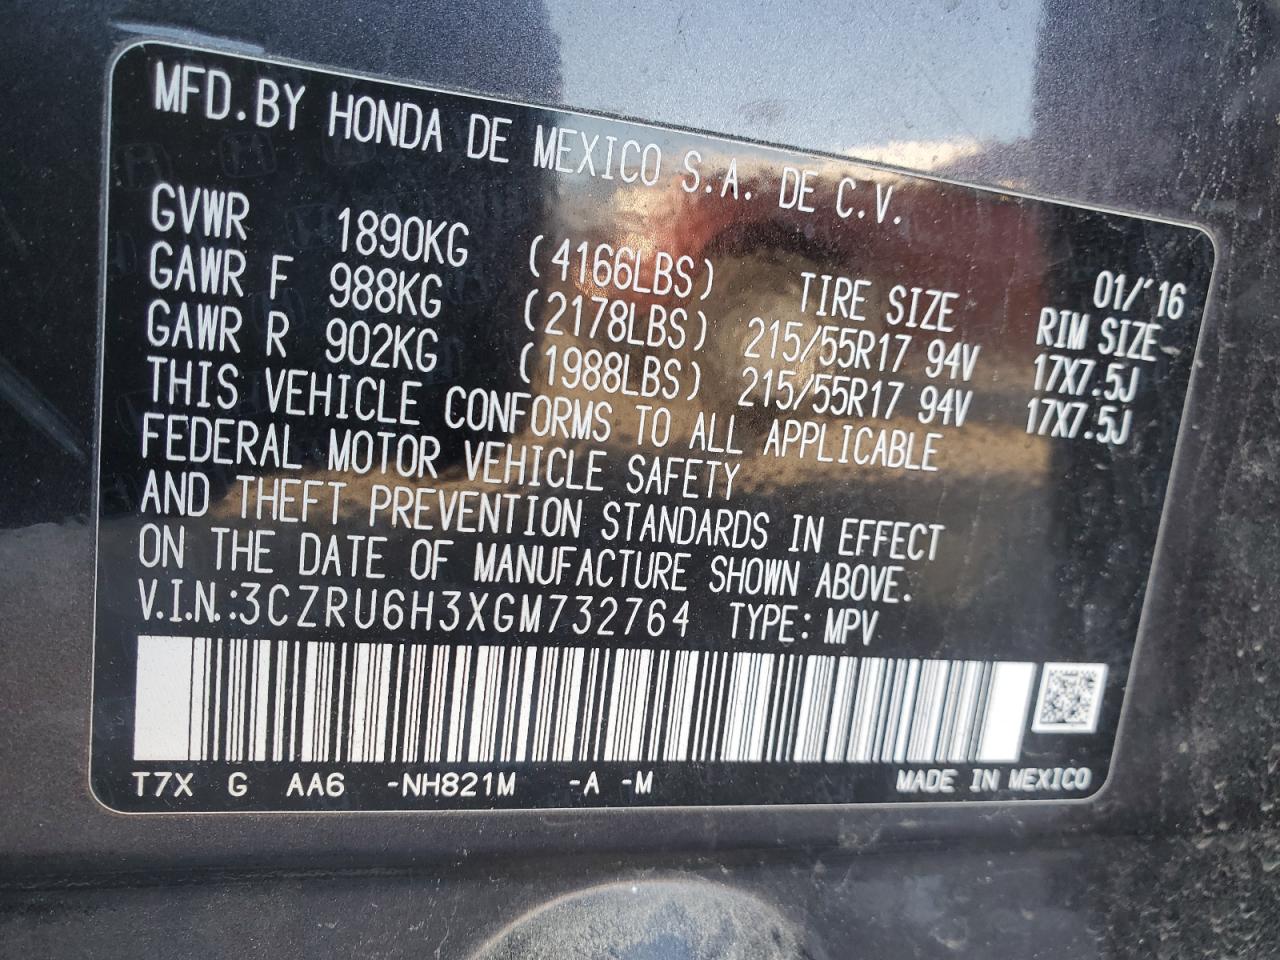 MFD.BY HONDA DE MEXICO S.A. DE C.V.
01/'16
GVWR 1890KG (4166LBS) TIRE SIZE RIM SIZE
GAWR F 988KG (2178LBS) 215/55R17 94V 17X7.5J
GAWR R 902KG (1988LBS) 215/55R17 94V 17X7.5J
THIS VEHICLE CONFORMS TO ALL APPLICABLE
FEDERAL MOTOR VEHICLE SAFETY
AND THEFT PREVENTION STANDARDS IN EFFECT
ON THE DATE OF MANUFACTURE SHOWN ABOVE.
V.I.N.:3CZRU6H3XGM732764 TYPE: MPV
T7X G AA6 -NH821M -A -M MADE IN MEXICO